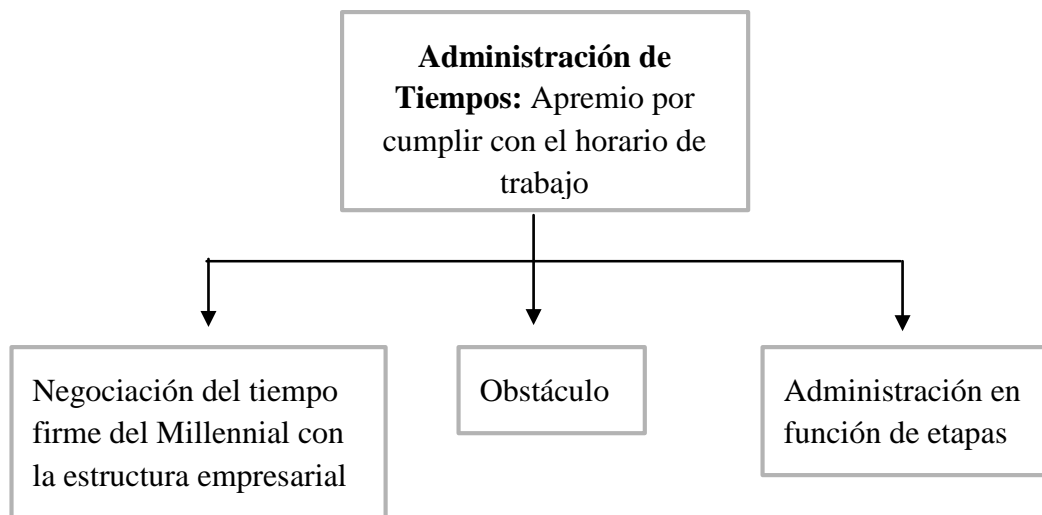 Administración de
Tiempos: Apremio por
cumplir con el horario de
trabajo
Negociación del tiempo
firme del Millennial con
la estructura empresarial
Obstáculo
Administración en
función de etapas